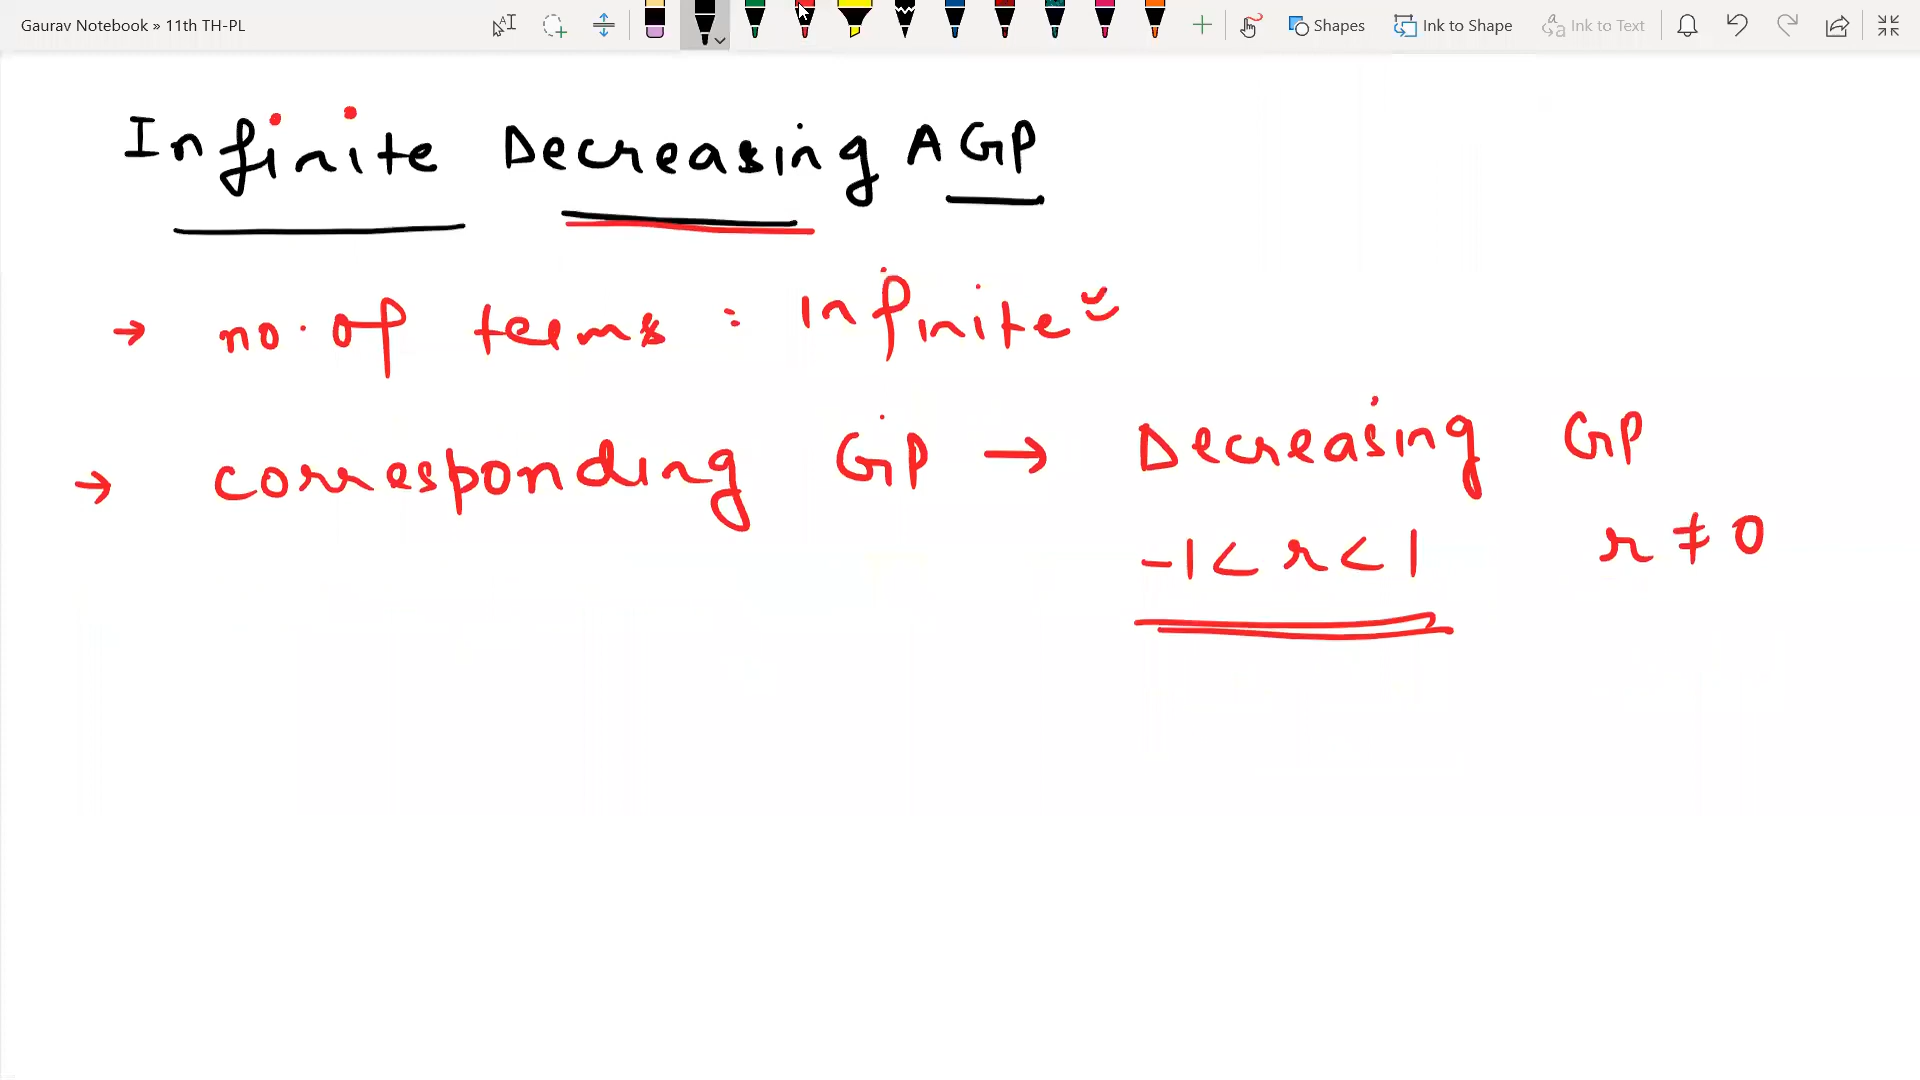 Gaurav Notebook » 11th TH-PL
Shapes Ink to Shape Ink to Text
Infinite Decreasing AGP
→ no. of terms : infinite
→ corresponding GP → Decreasing GP
-1 < r < 1 r ≠ 0